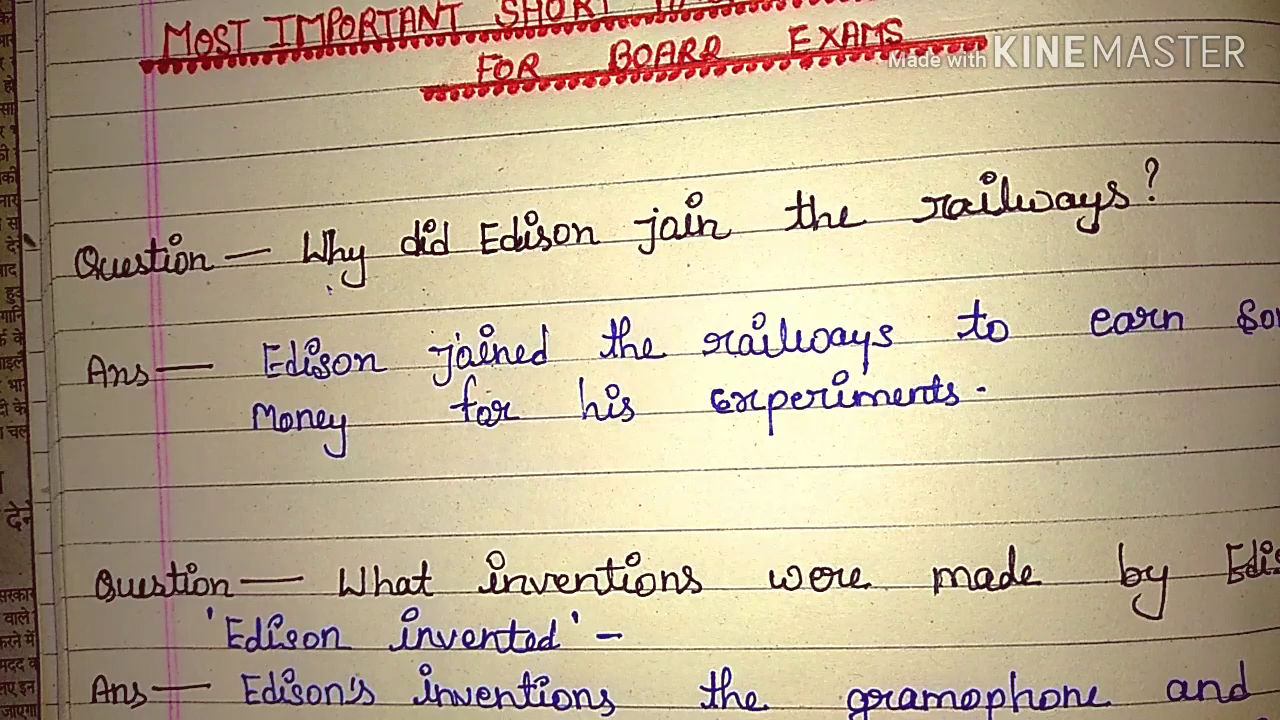 MOST IMPORTANT SHORT
FOR BOARD EXAMS
Made with KINEMASTER
Question — Why did Edison join the railways?
Ans — Edison joined the railways to earn
Money for his experiments.
Question — What inventions were made by
'Edison invented' –
Ans — Edison's inventions the gramophone and